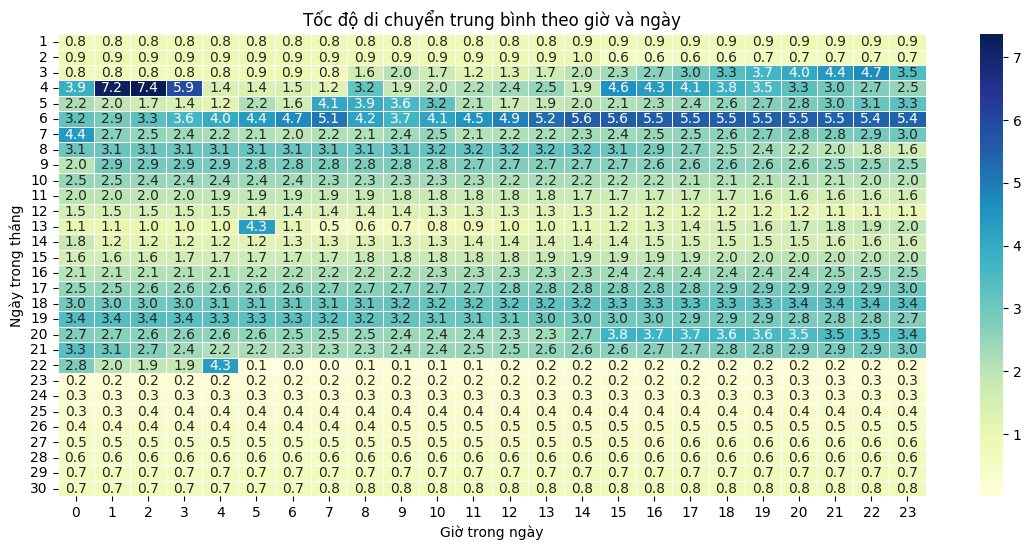 Tốc độ di chuyển trung bình theo giờ và ngày
1 0.8 0.8 0.8 0.8 0.8 0.8 0.8 0.8 0.8 0.8 0.8 0.8 0.8 0.8 0.9 0.9 0.9 0.9 0.9 0.9 0.9 0.9 0.9 0.9
2 0.9 0.9 0.9 0.9 0.9 0.9 0.9 0.9 0.9 0.9 0.9 0.9 0.9 0.9 1.0 0.6 0.6 0.6 0.6 0.7 0.7 0.7 0.7 0.7
3 0.8 0.8 0.8 0.8 0.8 0.9 0.9 0.8 1.6 2.0 1.7 1.2 1.3 1.7 2.0 2.3 2.7 3.0 3.3 3.7 4.0 4.4 4.7 3.5
4 3.9 7.2 7.4 5.9 1.4 1.4 1.5 1.2 3.2 1.9 2.0 2.2 2.4 2.5 1.9 4.6 4.3 4.1 3.8 3.5 3.3 3.0 2.7 2.5
5 2.2 2.0 1.7 1.4 1.2 2.2 1.6 4.1 3.9 3.6 3.2 2.1 1.7 1.9 2.0 2.1 2.3 2.4 2.6 2.7 2.8 3.0 3.1 3.3
6 3.2 2.9 3.3 3.6 4.0 4.4 4.7 5.1 4.2 3.7 4.1 4.5 4.9 5.2 5.6 5.6 5.5 5.5 5.5 5.5 5.5 5.5 5.4 5.4
7 4.4 2.7 2.5 2.4 2.2 2.1 2.0 2.2 2.1 2.4 2.5 2.1 2.2 2.2 2.3 2.4 2.5 2.5 2.6 2.7 2.8 2.8 2.9 3.0
8 3.1 3.1 3.1 3.1 3.1 3.1 3.1 3.1 3.1 3.1 3.2 3.2 3.2 3.2 3.2 3.1 2.9 2.7 2.5 2.4 2.2 2.0 1.8 1.6
9 2.0 2.9 2.9 2.9 2.9 2.8 2.8 2.8 2.8 2.8 2.8 2.7 2.7 2.7 2.7 2.7 2.6 2.6 2.6 2.6 2.6 2.5 2.5 2.5
10 2.5 2.5 2.4 2.4 2.4 2.4 2.4 2.3 2.3 2.3 2.3 2.3 2.2 2.2 2.2 2.2 2.2 2.1 2.1 2.1 2.1 2.1 2.0 2.0
11 2.0 2.0 2.0 2.0 1.9 1.9 1.9 1.9 1.9 1.8 1.8 1.8 1.8 1.8 1.7 1.7 1.7 1.7 1.7 1.6 1.6 1.6 1.6 1.6
12 1.5 1.5 1.5 1.5 1.5 1.4 1.4 1.4 1.4 1.4 1.3 1.3 1.3 1.3 1.3 1.2 1.2 1.2 1.2 1.2 1.2 1.1 1.1 1.1
13 1.1 1.1 1.0 1.0 1.0 4.3 1.1 0.5 0.6 0.7 0.8 0.9 1.0 1.0 1.1 1.2 1.3 1.4 1.5 1.6 1.7 1.8 1.9 2.0
14 1.8 1.2 1.2 1.2 1.2 1.2 1.3 1.3 1.3 1.3 1.3 1.4 1.4 1.4 1.4 1.4 1.5 1.5 1.5 1.5 1.5 1.6 1.6 1.6
15 1.6 1.6 1.6 1.7 1.7 1.7 1.7 1.7 1.8 1.8 1.8 1.8 1.8 1.9 1.9 1.9 1.9 1.9 2.0 2.0 2.0 2.0 2.0 2.0
16 2.1 2.1 2.1 2.1 2.1 2.2 2.2 2.2 2.2 2.2 2.3 2.3 2.3 2.3 2.3 2.4 2.4 2.4 2.4 2.4 2.4 2.5 2.5 2.5
17 2.5 2.5 2.6 2.6 2.6 2.6 2.6 2.7 2.7 2.7 2.7 2.7 2.8 2.8 2.8 2.8 2.8 2.8 2.9 2.9 2.9 2.9 2.9 3.0
18 3.0 3.0 3.0 3.0 3.1 3.1 3.1 3.1 3.1 3.2 3.2 3.2 3.2 3.2 3.2 3.3 3.3 3.3 3.3 3.3 3.4 3.4 3.4 3.4
19 3.4 3.4 3.4 3.4 3.3 3.3 3.3 3.2 3.2 3.2 3.1 3.1 3.1 3.0 3.0 3.0 3.0 2.9 2.9 2.9 2.8 2.8 2.8 2.7
20 2.7 2.7 2.6 2.6 2.6 2.6 2.5 2.5 2.5 2.4 2.4 2.4 2.3 2.3 2.7 3.8 3.7 3.7 3.6 3.6 3.5 3.5 3.5 3.4
21 3.3 3.1 2.7 2.4 2.2 2.2 2.3 2.3 2.3 2.4 2.4 2.5 2.5 2.6 2.6 2.6 2.7 2.7 2.8 2.8 2.9 2.9 2.9 3.0
22 2.8 2.0 1.9 1.9 4.3 0.1 0.0 0.0 0.1 0.1 0.1 0.1 0.2 0.2 0.2 0.2 0.2 0.2 0.2 0.2 0.2 0.2 0.2 0.2
23 0.2 0.2 0.2 0.2 0.2 0.2 0.2 0.2 0.2 0.2 0.2 0.2 0.2 0.2 0.2 0.2 0.2 0.2 0.2 0.3 0.3 0.3 0.3 0.3
24 0.3 0.3 0.3 0.3 0.3 0.3 0.3 0.3 0.3 0.3 0.3 0.3 0.3 0.3 0.3 0.3 0.3 0.3 0.3 0.3 0.3 0.3 0.3 0.3
25 0.3 0.3 0.4 0.4 0.4 0.4 0.4 0.4 0.4 0.4 0.4 0.4 0.4 0.4 0.4 0.4 0.4 0.4 0.4 0.4 0.4 0.4 0.4 0.4
26 0.4 0.4 0.4 0.4 0.4 0.4 0.4 0.4 0.4 0.5 0.5 0.5 0.5 0.5 0.5 0.5 0.5 0.5 0.5 0.5 0.5 0.5 0.5 0.5
27 0.5 0.5 0.5 0.5 0.5 0.5 0.5 0.5 0.5 0.5 0.5 0.5 0.5 0.5 0.5 0.5 0.6 0.6 0.6 0.6 0.6 0.6 0.6 0.6
28 0.6 0.6 0.6 0.6 0.6 0.6 0.6 0.6 0.6 0.6 0.6 0.6 0.6 0.6 0.6 0.6 0.6 0.6 0.6 0.6 0.6 0.6 0.6 0.6
29 0.7 0.7 0.7 0.7 0.7 0.7 0.7 0.7 0.7 0.7 0.7 0.7 0.7 0.7 0.7 0.7 0.7 0.7 0.7 0.7 0.7 0.7 0.7 0.7
30 0.7 0.7 0.7 0.7 0.7 0.7 0.7 0.8 0.8 0.8 0.8 0.8 0.8 0.8 0.8 0.8 0.8 0.8 0.8 0.8 0.8 0.8 0.8 0.8
0 1 2 3 4 5 6 7 8 9 10 11 12 13 14 15 16 17 18 19 20 21 22 23
Giờ trong ngày
Ngày trong tháng
7
6
5
4
3
2
1